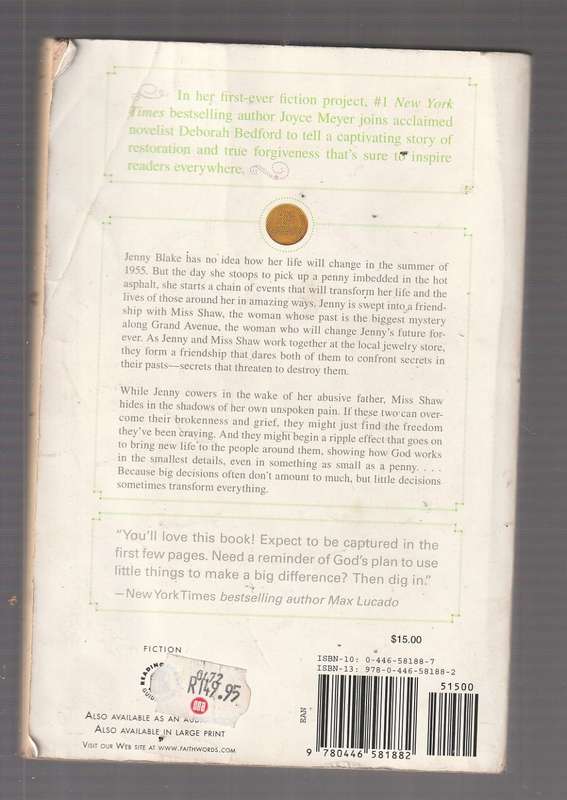 In her first-ever fiction project, #1 New York
Times bestselling author Joyce Meyer joins acclaimed
novelist Deborah Bedford to tell a captivating story of
restoration and true forgiveness that's sure to inspire
readers everywhere.
Jenny Blake has no idea how her life will change in the summer of
1955. But the day she stoops to pick up a penny imbedded in the hot
asphalt, she starts a chain of events that will transform her life and the
lives of those around her in amazing ways. Jenny is swept into a friend-
ship with Miss Shaw, the woman whose past is the biggest mystery
along Grand Avenue, the woman who will change Jenny's future for-
ever. As Jenny and Miss Shaw work together at the local jewelry store,
they form a friendship that dares both of them to confront secrets in
their pasts—secrets that threaten to destroy them.
While Jenny cowers in the wake of her abusive father, Miss Shaw
hides in the shadows of her own unspoken pain. If these two can over-
come their brokenness and grief, they might just find the freedom
they've been craving. And they might begin a ripple effect that goes on
to bring new life to the people around them, showing how God works
in the smallest details, even in something as small as a penny. . . .
Because big decisions often don't amount to much, but little decisions
sometimes transform everything.
"You'll love this book! Expect to be captured in the
first few pages. Need a reminder of God's plan to use
little things to make a big difference? Then dig in."
—New York Times bestselling author Max Lucado
$15.00
FICTION
ISBN-10: 0-446-58188-7
ISBN-13: 978-0-446-58188-2
51500
READING
0472
R149.95
EAN
9 780446 581882
ALSO AVAILABLE AS AN
ALSO AVAILABLE IN LARGE PRINT
VISIT OUR WEB SITE AT WWW.FAITHWORDS.COM